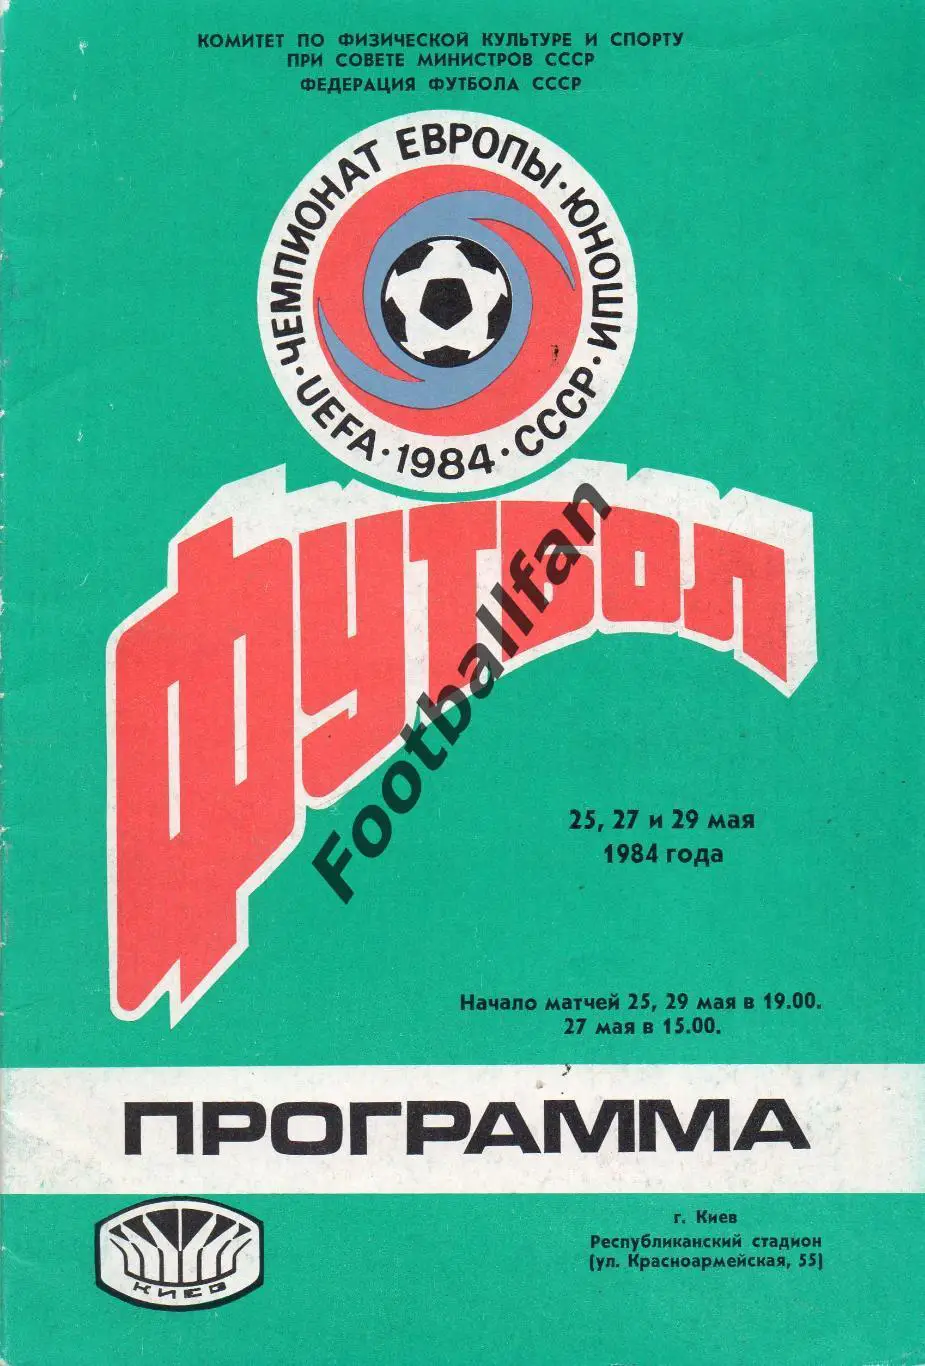 КОМИТЕТ ПО ФИЗИЧЕСКОЙ КУЛЬТУРЕ И СПОРТУ
ПРИ СОВЕТЕ МИНИСТРОВ СССР
ФЕДЕРАЦИЯ ФУТБОЛА СССР
ЧЕМПИОНАТ ЕВРОПЫ · ЮНОШИ ·
UEFA · 1984 · СССР ·
ФУТБОЛ
Footballfan
25, 27 и 29 мая
1984 года
Начало матчей 25, 29 мая в 19.00.
27 мая в 15.00.
ПРОГРАММА
г. Киев
Республиканский стадион
(ул. Красноармейская, 55)
КИЕВ